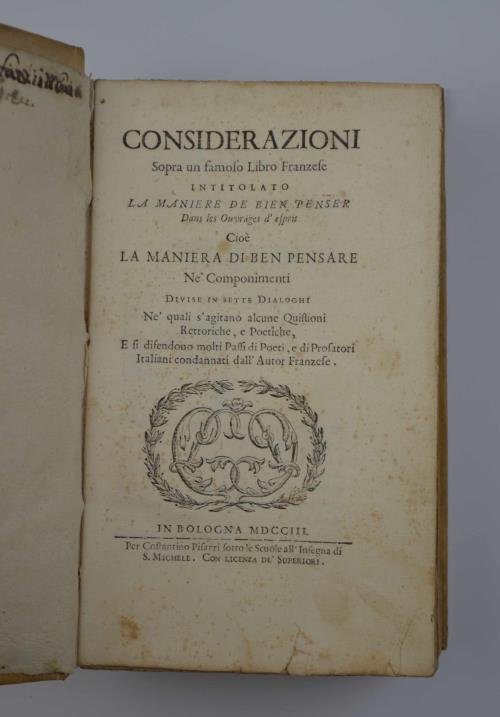 CONSIDERAZIONI
Sopra un famoſo Libro Franzeſe
INTITOLATO
LA MANIERE DE BIEN PENSER
Dans les Ouvrages d'eſprit
Cioè
LA MANIERA DI BEN PENSARE
Ne' Componimenti
DIVISE IN SETTE DIALOGHI
Ne' quali s'agitano alcune Quiſtioni
Rettoriche, e Poetiche,
E ſi difendono molti Paſſi di Poeti, e di Proſatori
Italiani condannati dall' Autor Franzeſe.
IN BOLOGNA MDCCIII.
Per Coſtantino Piſarri ſotto le Scuole all' Inſegna di
S. MICHELE. CON LICENZA DE' SUPERIORI.